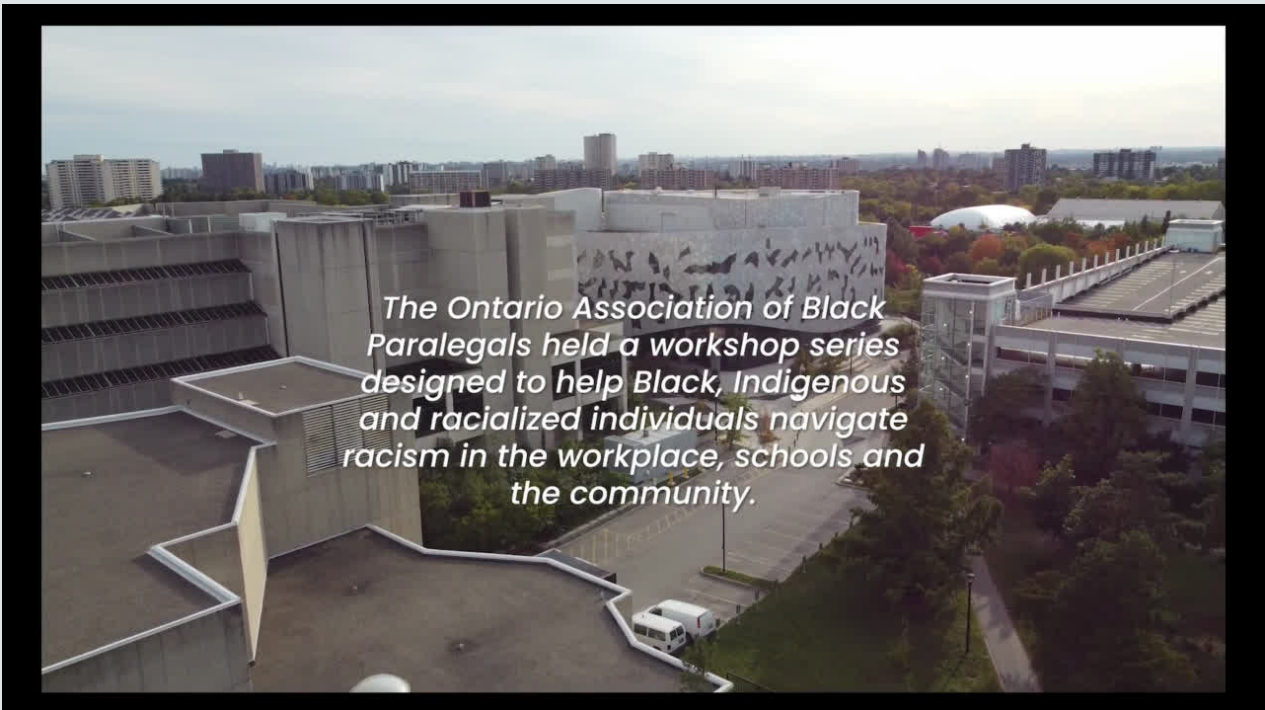 The Ontario Association of Black
Paralegals held a workshop series
designed to help Black, Indigenous
and racialized individuals navigate
racism in the workplace, schools and
the community.